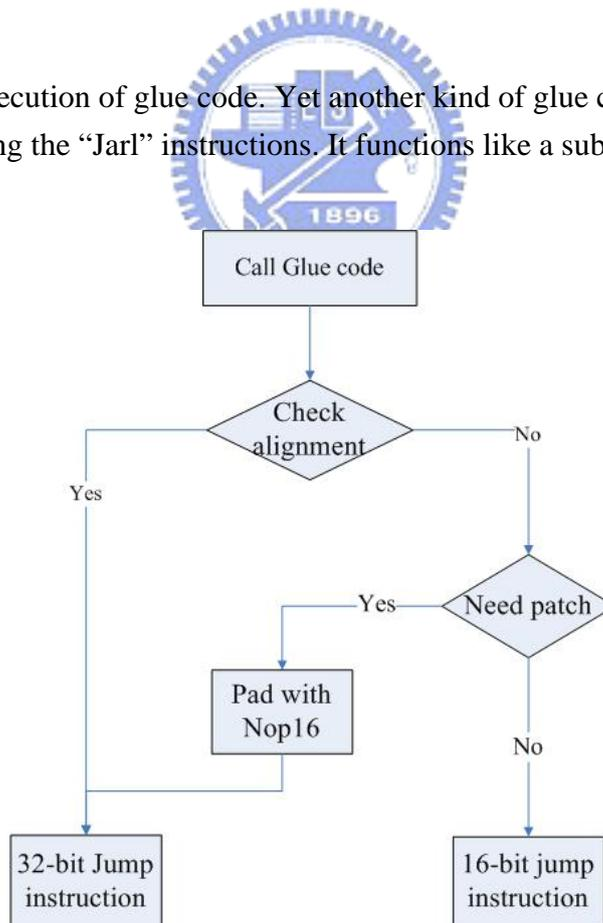 ecution of glue code. Yet another kind of glue c
ng the “Jarl” instructions. It functions like a sub
1896
Call Glue code
Check
alignment
No
Yes
Yes
Need patch
Pad with
Nop16
No
32-bit Jump
instruction
16-bit jump
instruction